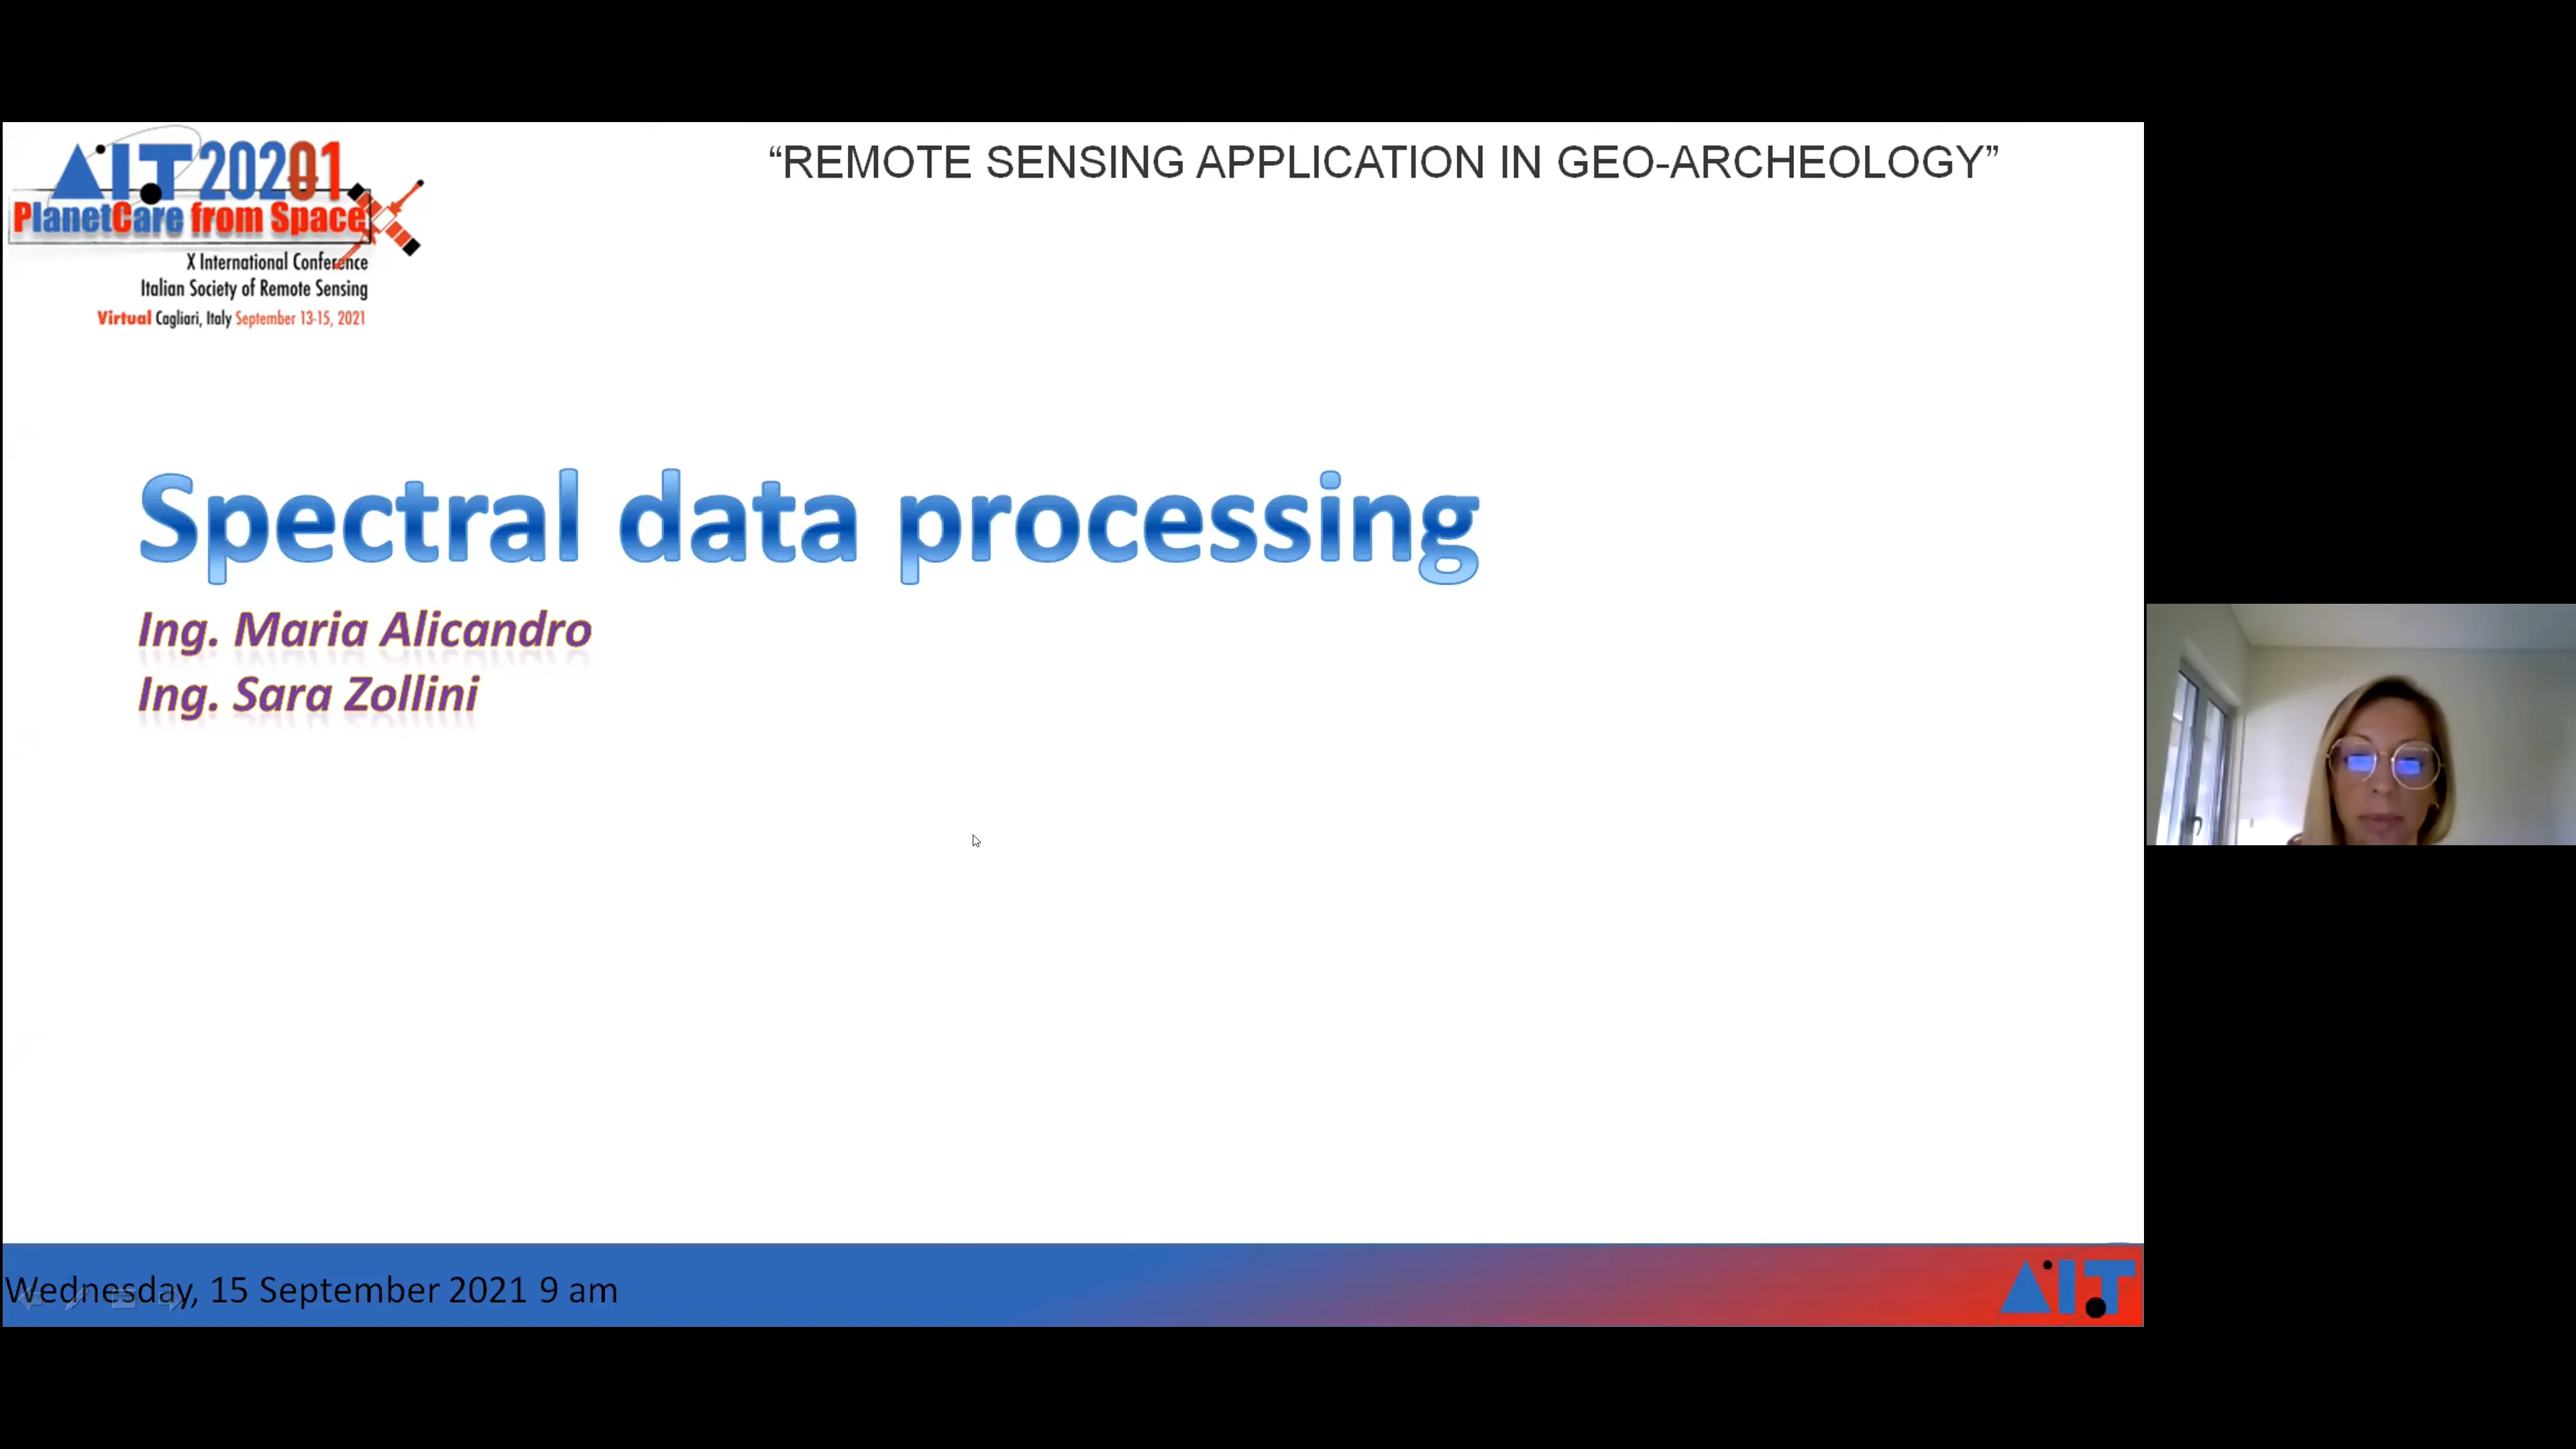 AIT 20201
PlanetCare from Space
X International Conference
Italian Society of Remote Sensing
Virtual Cagliari, Italy September 13-15, 2021
“REMOTE SENSING APPLICATION IN GEO-ARCHEOLOGY”
Spectral data processing
Ing. Maria Alicandro
Ing. Sara Zollini
Wednesday, 15 September 2021 9 am
AIT